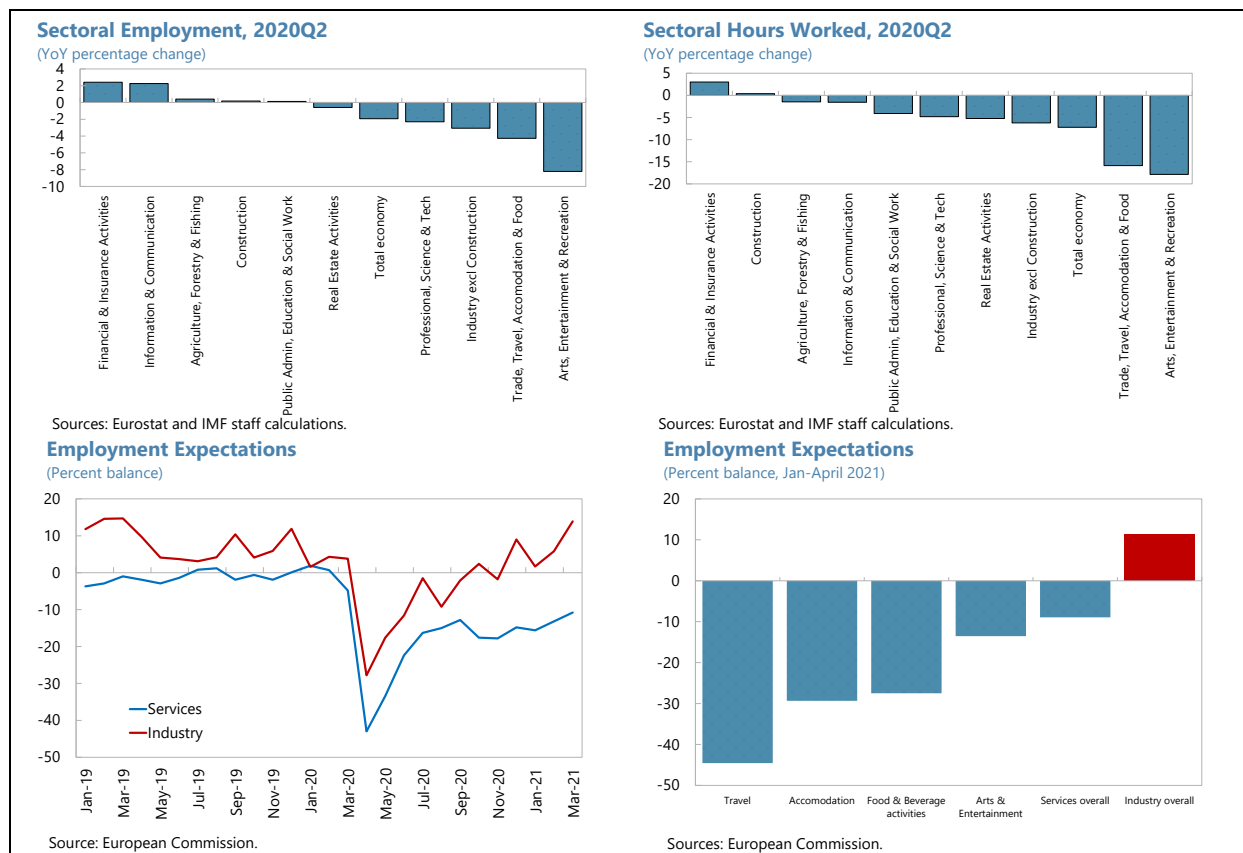 Sectoral Employment, 2020Q2
(YoY percentage change)
4
2
0
-2
-4
-6
-8
-10
Financial & Insurance Activities
Information & Communication
Agriculture, Forestry & Fishing
Construction
Public Admin, Education & Social Work
Real Estate Activities
Total economy
Professional, Science & Tech
Industry excl Construction
Trade, Travel, Accomodation & Food
Arts, Entertainment & Recreation
Sources: Eurostat and IMF staff calculations.
Sectoral Hours Worked, 2020Q2
(YoY percentage change)
5
0
-5
-10
-15
-20
Financial & Insurance Activities
Construction
Agriculture, Forestry & Fishing
Information & Communication
Public Admin, Education & Social Work
Professional, Science & Tech
Real Estate Activities
Industry excl Construction
Total economy
Trade, Travel, Accomodation & Food
Arts, Entertainment & Recreation
Sources: Eurostat and IMF staff calculations.
Employment Expectations
(Percent balance)
20
10
0
-10
-20
-30
-40
-50
Services
Industry
Jan-19
Mar-19
May-19
Jul-19
Sep-19
Nov-19
Jan-20
Mar-20
May-20
Jul-20
Sep-20
Nov-20
Jan-21
Mar-21
Source: European Commission.
Employment Expectations
(Percent balance, Jan-April 2021)
20
10
0
-10
-20
-30
-40
-50
Travel
Accomodation
Food & Beverage
activities
Arts &
Entertainment
Services overall
Industry overall
Sources: European Commission.